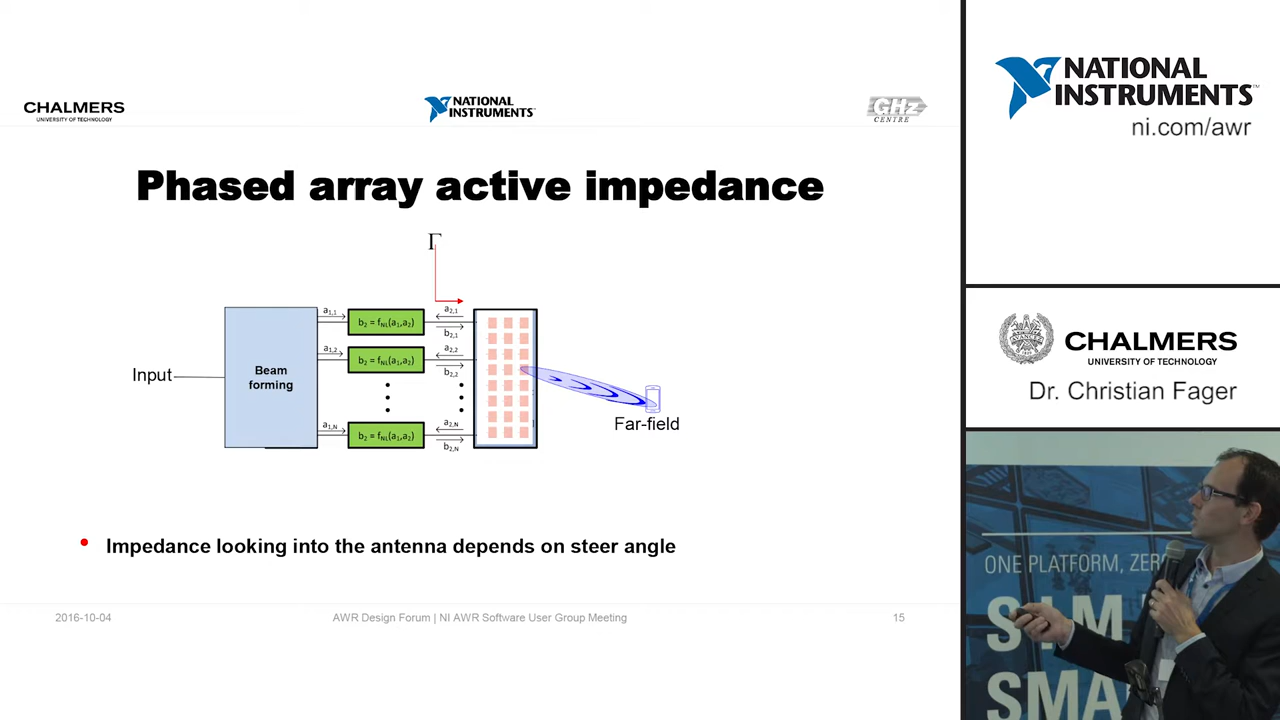 CHALMERS
UNIVERSITY OF TECHNOLOGY
NATIONAL
INSTRUMENTS
GHz
CENTRE
Phased array active impedance
Γ
Input
Beam
forming
a1,1
b2 = fNL(a1,a2)
a2,1
b2,1
a1,2
b2 = fNL(a1,a2)
a2,2
b2,2
a1,N
b2 = fNL(a1,a2)
a2,N
b2,N
Far-field
• Impedance looking into the antenna depends on steer angle
2016-10-04
AWR Design Forum | NI AWR Software User Group Meeting
15
NATIONAL
INSTRUMENTS™
ni.com/awr
CHALMERS
UNIVERSITY OF TECHNOLOGY
Dr. Christian Fager
ONE PLATFORM, ZER